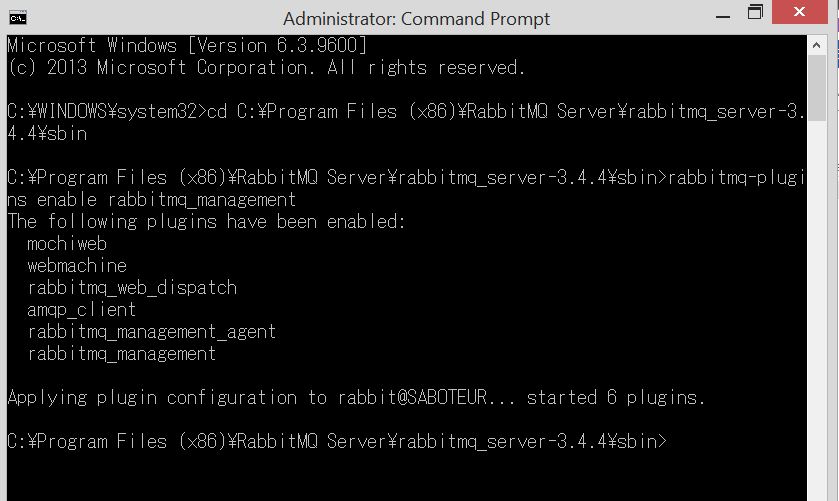 Administrator: Command Prompt
Microsoft Windows [Version 6.3.9600]
(c) 2013 Microsoft Corporation. All rights reserved.
C:¥WINDOWS¥system32>cd C:¥Program Files (x86)¥RabbitMQ Server¥rabbitmq_server-3.
4.4¥sbin
C:¥Program Files (x86)¥RabbitMQ Server¥rabbitmq_server-3.4.4¥sbin>rabbitmq-plugi
ns enable rabbitmq_management
The following plugins have been enabled:
mochiweb
webmachine
rabbitmq_web_dispatch
amqp_client
rabbitmq_management_agent
rabbitmq_management
Applying plugin configuration to rabbit@SABOTEUR... started 6 plugins.
C:¥Program Files (x86)¥RabbitMQ Server¥rabbitmq_server-3.4.4¥sbin>